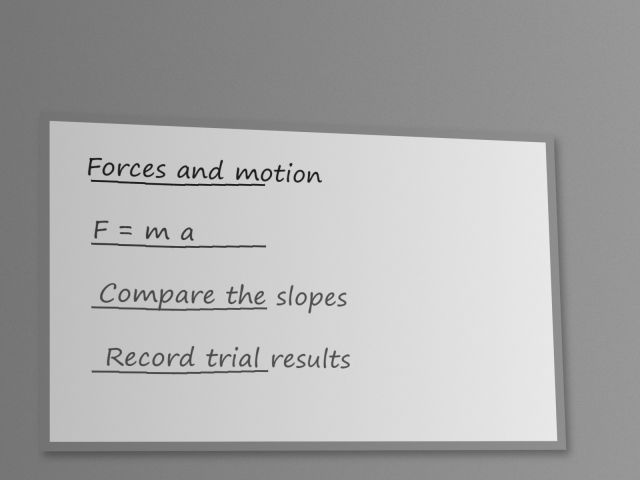 Forces and motion
F = m a
Compare the slopes
Record trial results